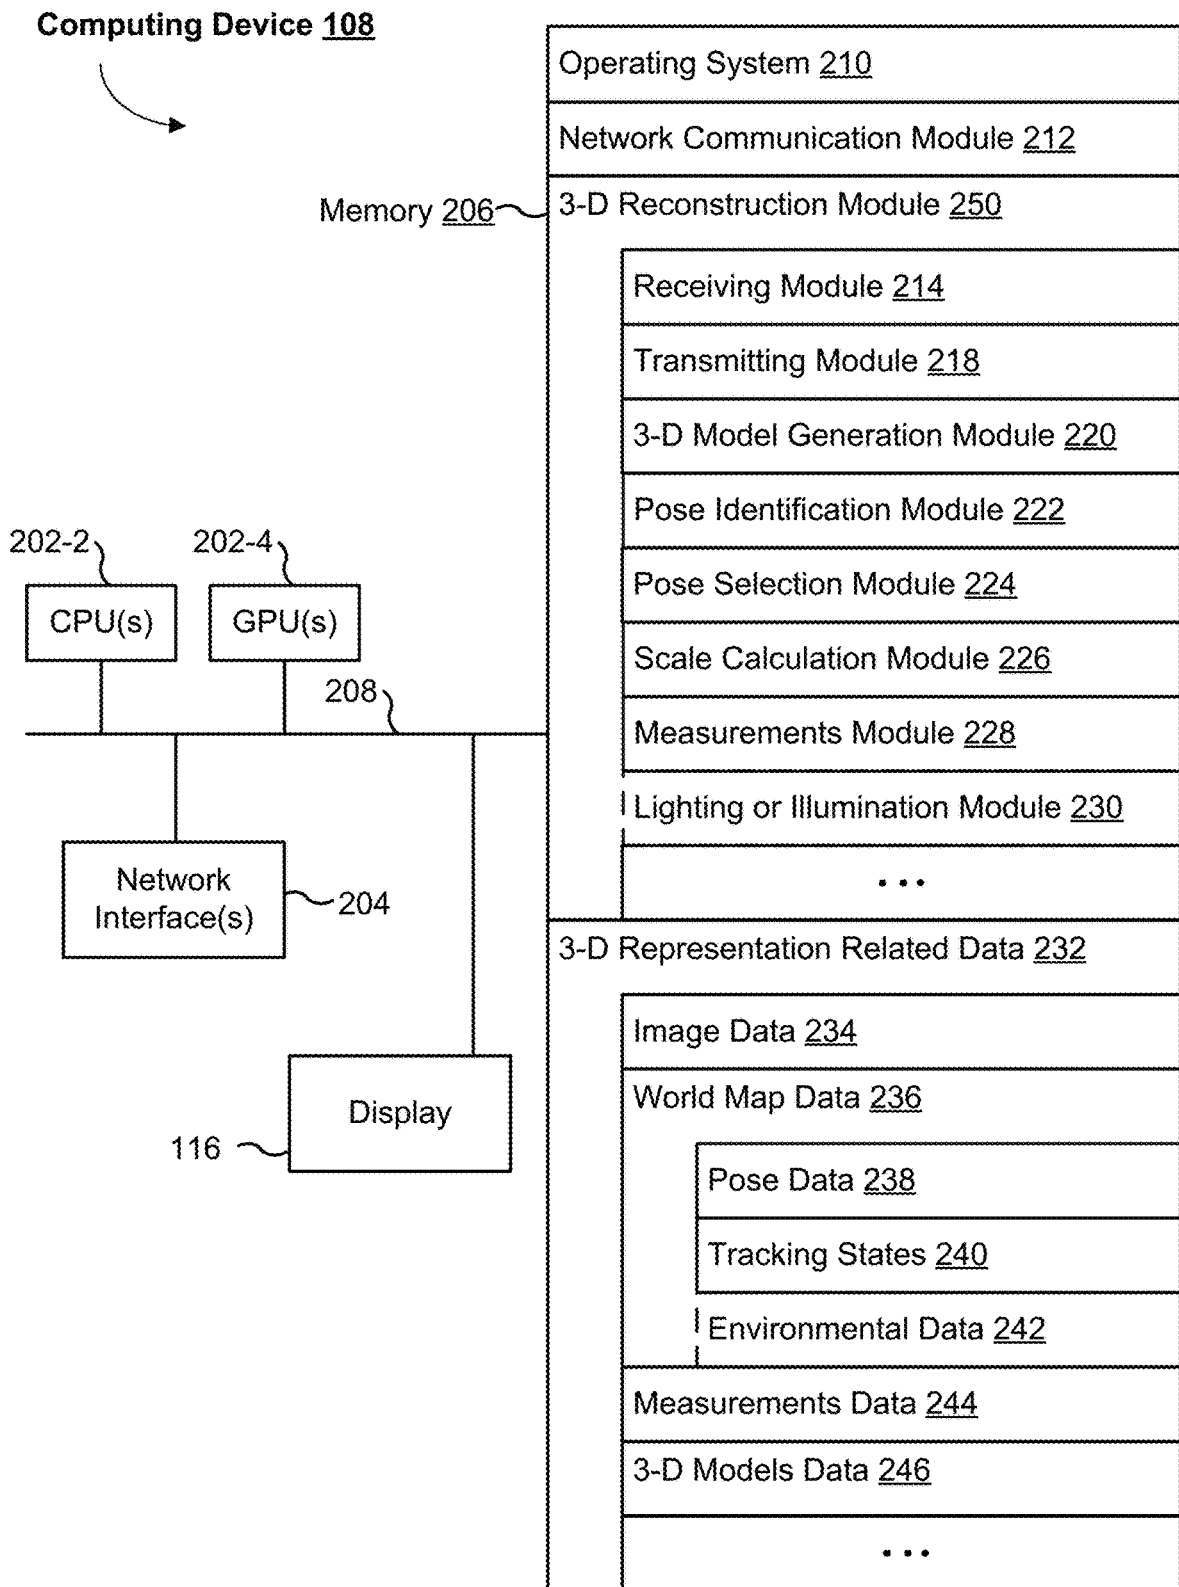 Computing Device 108
Operating System 210
Network Communication Module 212
Memory 206
3-D Reconstruction Module 250
Receiving Module 214
Transmitting Module 218
3-D Model Generation Module 220
Pose Identification Module 222
202-2
202-4
Pose Selection Module 224
CPU(s)
GPU(s)
Scale Calculation Module 226
208
Measurements Module 228
Lighting or Illumination Module 230
Network
Interface(s)
204
• • •
3-D Representation Related Data 232
Image Data 234
World Map Data 236
Display
116
Pose Data 238
Tracking States 240
Environmental Data 242
Measurements Data 244
3-D Models Data 246
• • •